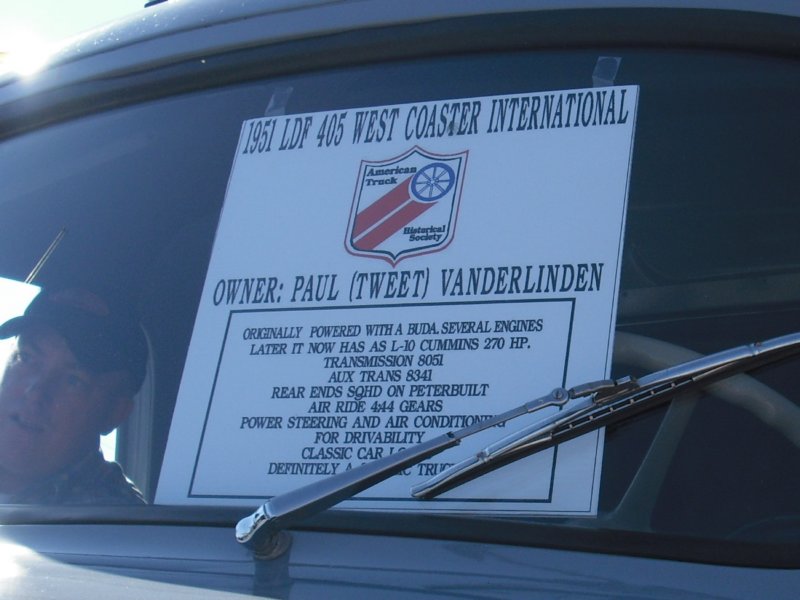 1951 LDF 405 WEST COASTER INTERNATIONAL
American
Truck
Historical
Society
OWNER: PAUL (TWEET) VANDERLINDEN
ORIGINALLY POWERED WITH A BUDA. SEVERAL ENGINES
LATER IT NOW HAS AS L-10 CUMMINS 270 HP.
TRANSMISSION 8051
AUX TRANS 8341
REAR ENDS SQHD ON PETERBUILT
AIR RIDE 4:44 GEARS
POWER STEERING AND AIR CONDITIONING
FOR DRIVABILITY
CLASSIC CAR
DEFINITELY A